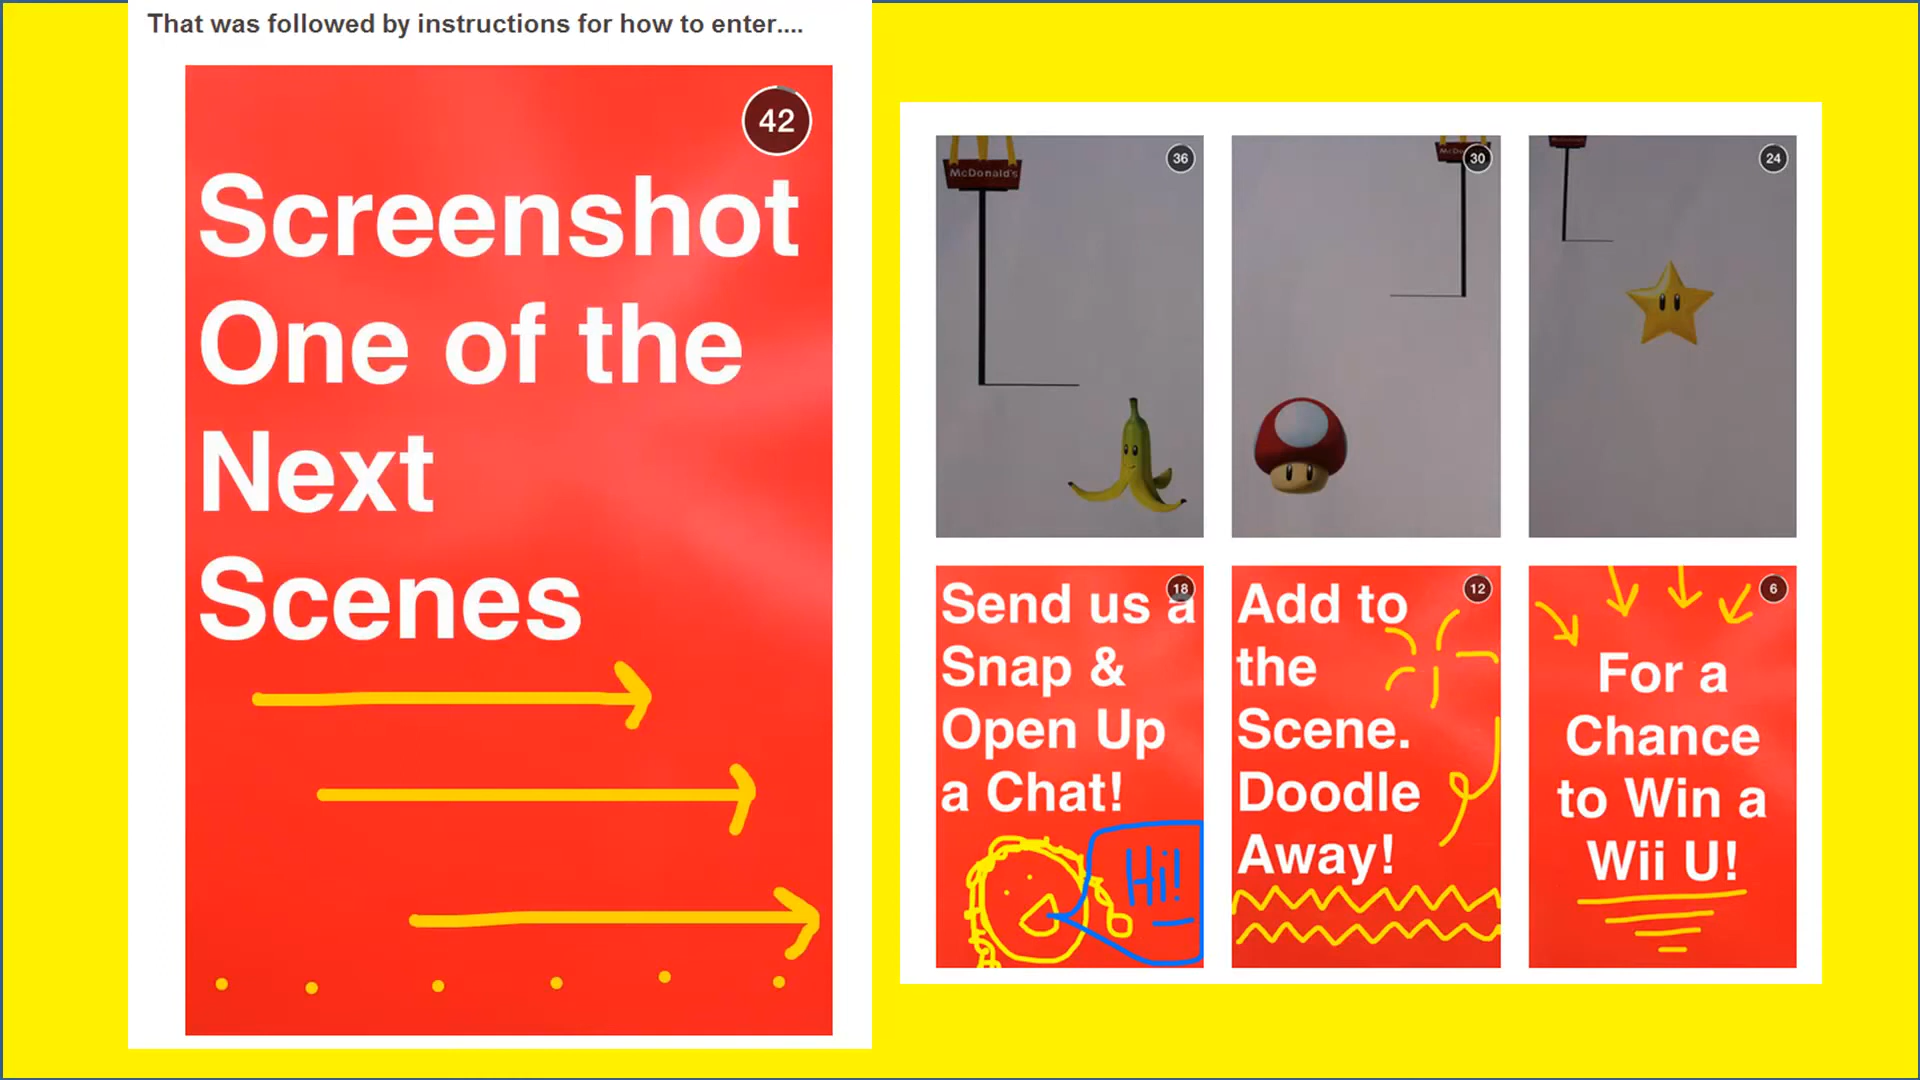 That was followed by instructions for how to enter....
42
Screenshot
One of the
Next
Scenes
36
McDonald's
30
McDo
24
18
Send us a
Snap &
Open Up
a Chat!
Hi!
12
Add to
the
Scene.
Doodle
Away!
6
For a
Chance
to Win a
Wii U!